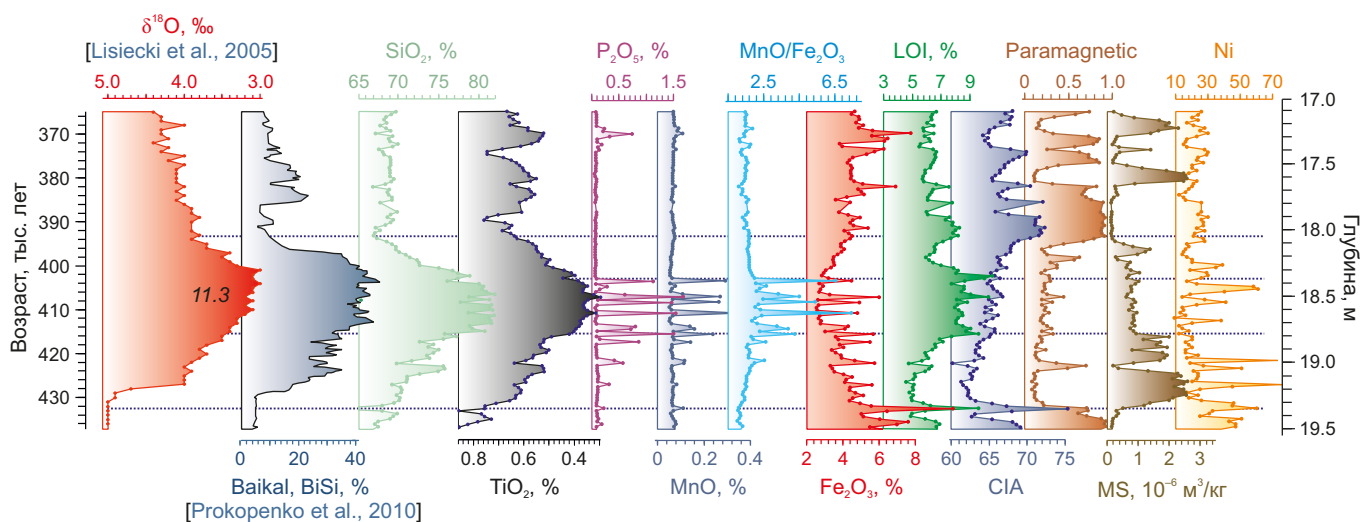 δ¹⁸O, ‰
[Lisiecki et al., 2005]
SiO₂, %
P₂O₅, %
MnO/Fe₂O₃
LOI, %
Paramagnetic
Ni
5.0 4.0 3.0
65 70 75 80
0.5 1.5
2.5 6.5
3 5 7 9
0 0.5 1.0
10 30 50 70
Возраст, тыс. лет
370
380
390
400
410
420
430
11.3
17.0
17.5
18.0
18.5
19.0
19.5
Глубина, м
0 20 40
0.8 0.6 0.4
0 0.2 0.4
2 4 6 8
60 65 70 75
0 1 2 3
Baikal, BiSi, %
[Prokopenko et al., 2010]
TiO₂, %
MnO, %
Fe₂O₃, %
CIA
MS, 10⁻⁶ м³/кг